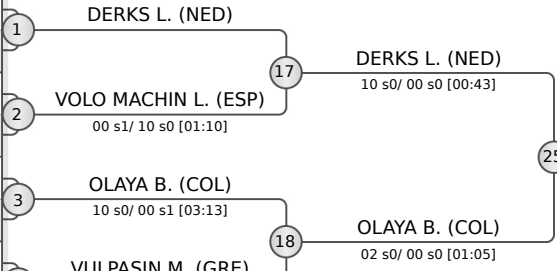 DERKS L. (NED)
1
17
DERKS L. (NED)
10 s0/ 00 s0 [00:43]
VOLO MACHIN L. (ESP)
2
00 s1/ 10 s0 [01:10]
25
OLAYA B. (COL)
3
10 s0/ 00 s1 [03:13]
18
OLAYA B. (COL)
02 s0/ 00 s0 [01:05]
VULPASIN M. (GRE)